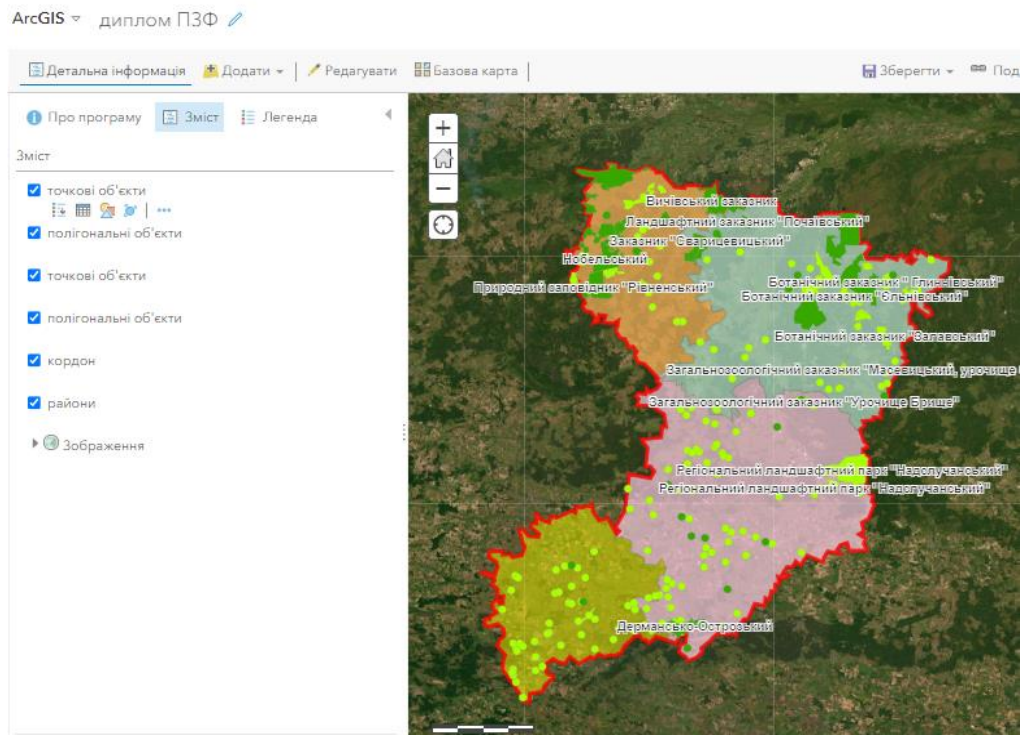 ArcGIS диплом ПЗФ
Детальна інформація Додати Редагувати Базова карта Зберегти Под
Про програму Зміст Легенда
Зміст
точкові об'єкти
полігональні об'єкти
точкові об'єкти
полігональні об'єкти
кордон
райони
Зображення
Вичівський заказник
Ландшафтний заказник "Почаївський"
Заказник "Сварицевицький"
Нобельський
Ботанічний заказник " Глиннівський"
Природний заповідник "Рівненський"
Ботанічний заказник "Єльнівський"
Ботанічний заказник "Залавський"
Загальнозоологічний заказник "Масевицький, урочище
Загальнозоологічний заказник "Урочище Брище"
Регіональний ландшафтний парк "Надслучанський"
Регіональний ландшафтний парк "Надслучанський"
Дермансько-Острозький